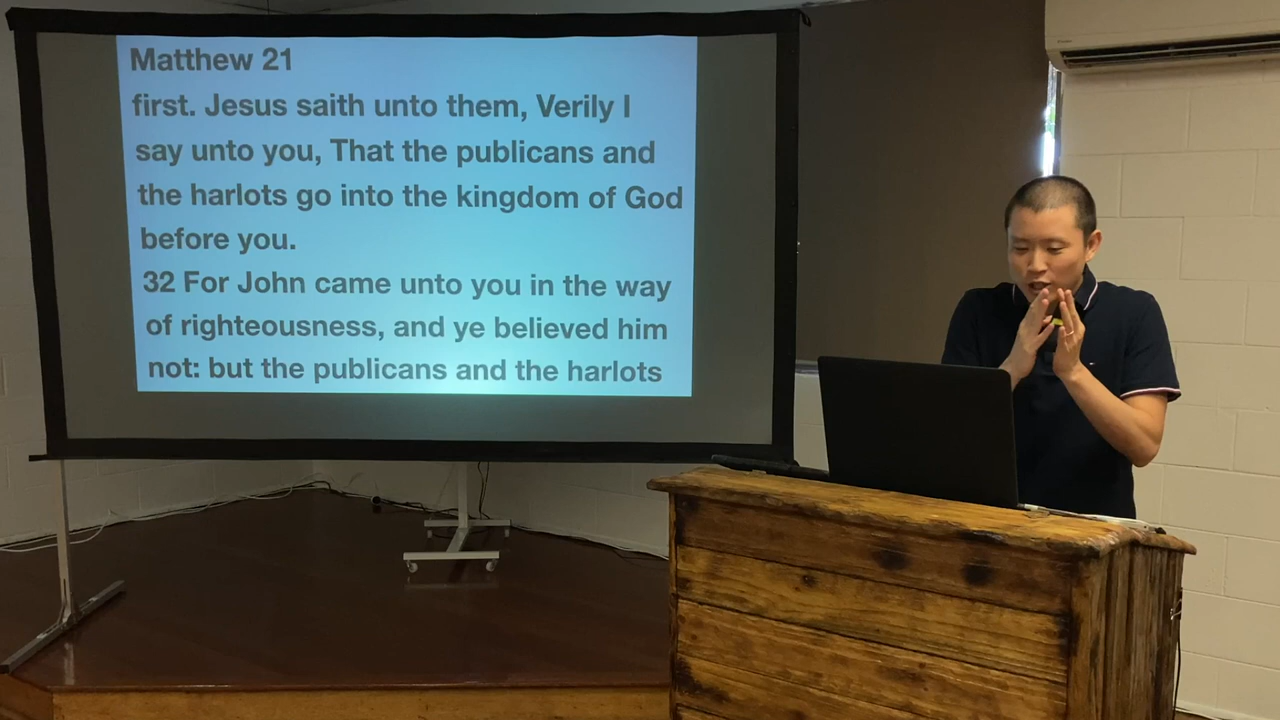 Matthew 21
first. Jesus saith unto them, Verily I
say unto you, That the publicans and
the harlots go into the kingdom of God
before you.
32 For John came unto you in the way
of righteousness, and ye believed him
not: but the publicans and the harlots